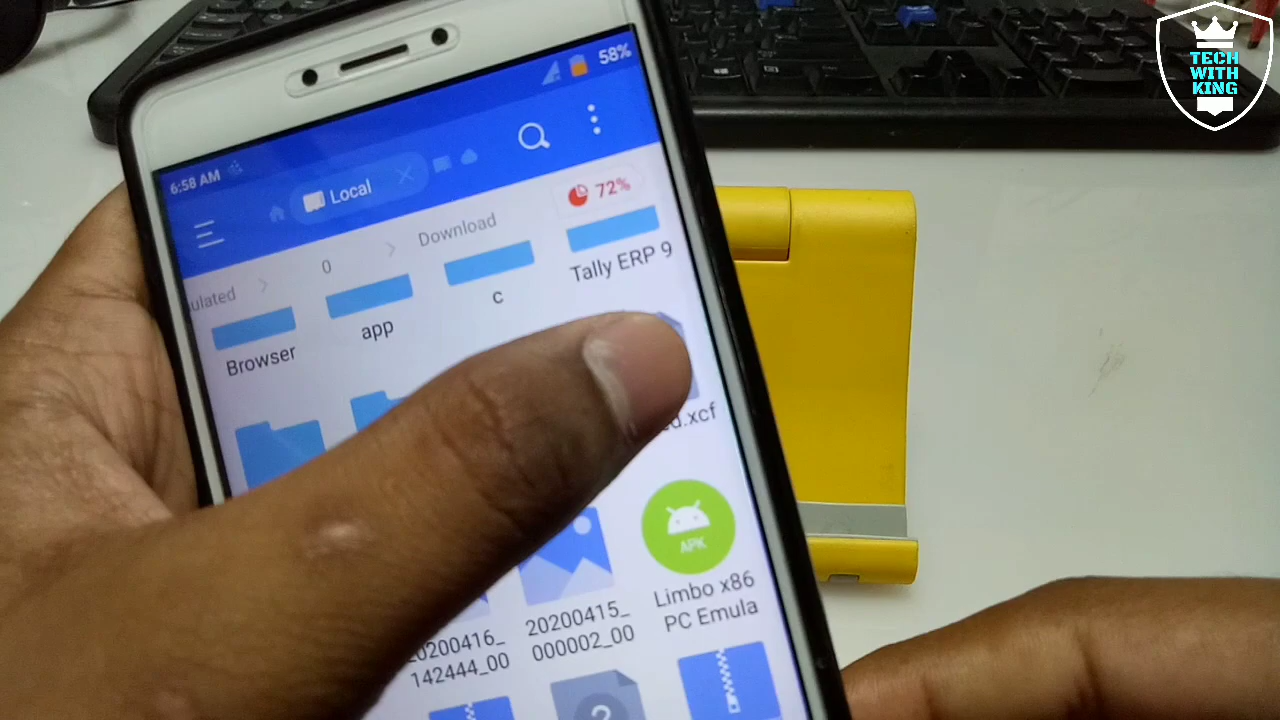 TECH
WITH
KING
58%
6:58 AM
Local
72%
ulated > 0 > Download
Browser
app
c
Tally ERP 9
ed.xcf
20200416_
142444_00
20200415_
000002_00
APK
Limbo x86
PC Emula